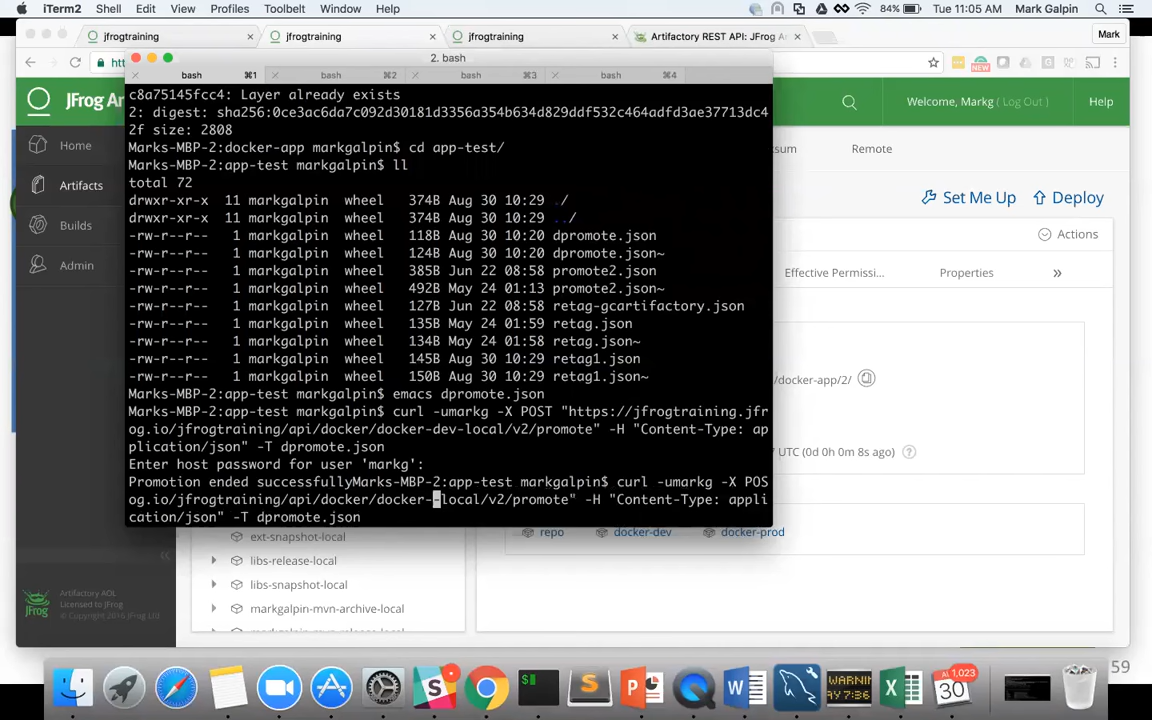 iTerm2 Shell Edit View Profiles Toolbelt Window Help 84% Tue 11:05 AM Mark Galpin
jfrogtraining jfrogtraining jfrogtraining Artifactory REST API: JFrog Ar Mark
2. bash
bash ⌘1 bash ⌘2 bash ⌘3 bash ⌘4
JFrog Ar
Welcome, Markg ( Log Out ) Help
Home
Artifacts
Builds
Admin
c8a75145fcc4: Layer already exists
2: digest: sha256:0ce3ac6da7c092d30181d3356a354b634d829ddf532c464adfd3ae37713dc4
2f size: 2808
Marks-MBP-2:docker-app markgalpin$ cd app-test/
Marks-MBP-2:app-test markgalpin$ ll
total 72
drwxr-xr-x 11 markgalpin wheel 374B Aug 30 10:29 ./
drwxr-xr-x 11 markgalpin wheel 374B Aug 30 10:29 ../
-rw-r--r-- 1 markgalpin wheel 118B Aug 30 10:20 dpromote.json
-rw-r--r-- 1 markgalpin wheel 124B Aug 30 10:20 dpromote.json~
-rw-r--r-- 1 markgalpin wheel 385B Jun 22 08:58 promote2.json
-rw-r--r-- 1 markgalpin wheel 492B May 24 01:13 promote2.json~
-rw-r--r-- 1 markgalpin wheel 127B Jun 22 08:58 retag-gcartifactory.json
-rw-r--r-- 1 markgalpin wheel 135B May 24 01:59 retag.json
-rw-r--r-- 1 markgalpin wheel 134B May 24 01:58 retag.json~
-rw-r--r-- 1 markgalpin wheel 145B Aug 30 10:29 retag1.json
-rw-r--r-- 1 markgalpin wheel 150B Aug 30 10:29 retag1.json~
Marks-MBP-2:app-test markgalpin$ emacs dpromote.json
Marks-MBP-2:app-test markgalpin$ curl -umarkg -X POST "https://jfrogtraining.jfr
og.io/jfrogtraining/api/docker/docker-dev-local/v2/promote" -H "Content-Type: ap
plication/json" -T dpromote.json
Enter host password for user 'markg':
Promotion ended successfullyMarks-MBP-2:app-test markgalpin$ curl -umarkg -X POS
og.io/jfrogtraining/api/docker/docker--local/v2/promote" -H "Content-Type: appli
cation/json" -T dpromote.json
sum Remote
Set Me Up Deploy
Actions
Effective Permissi... Properties »
/docker-app/2/
UTC (0d 0h 0m 8s ago)
repo docker-dev docker-prod
ext-snapshot-local
libs-release-local
libs-snapshot-local
markgalpin-mvn-archive-local
Artifactory AOL
Licensed to JFrog
59
1,023
30